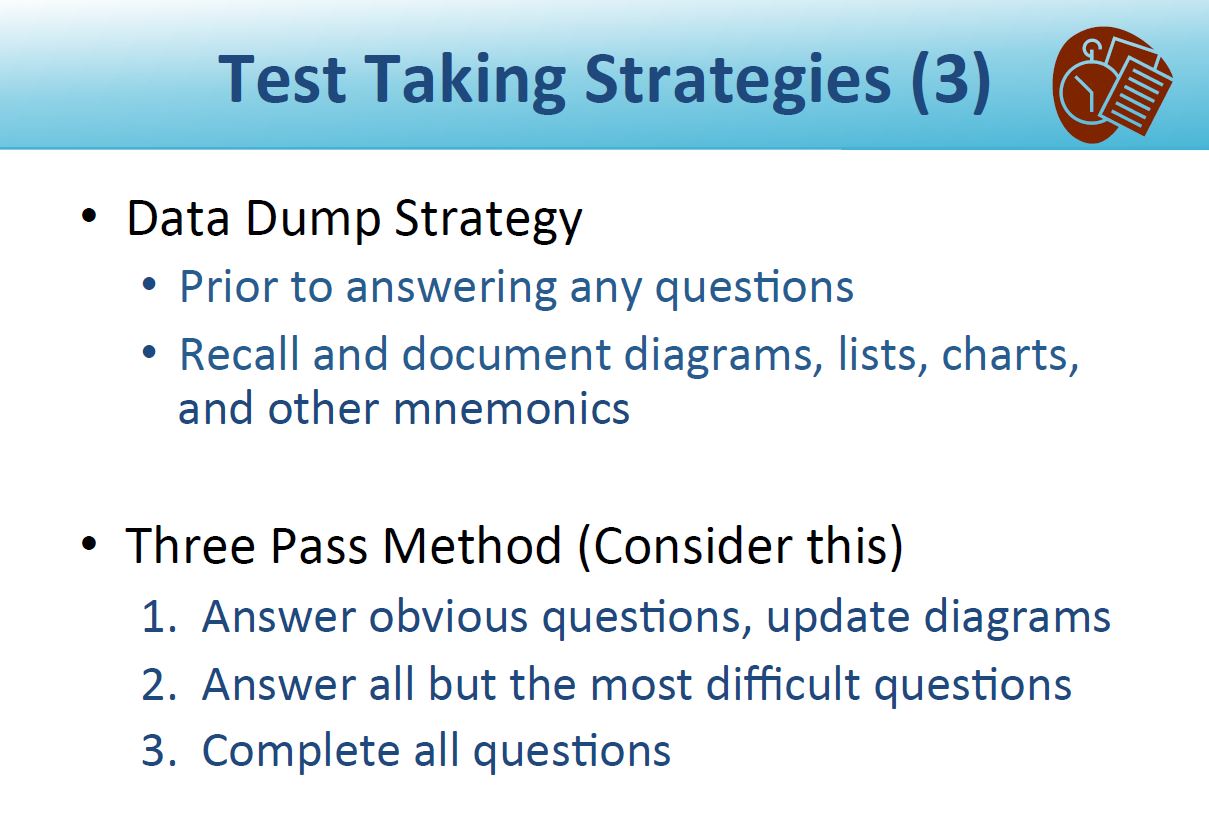 Test Taking Strategies (3)
• Data Dump Strategy
• Prior to answering any questions
• Recall and document diagrams, lists, charts,
and other mnemonics
• Three Pass Method (Consider this)
1. Answer obvious questions, update diagrams
2. Answer all but the most difficult questions
3. Complete all questions